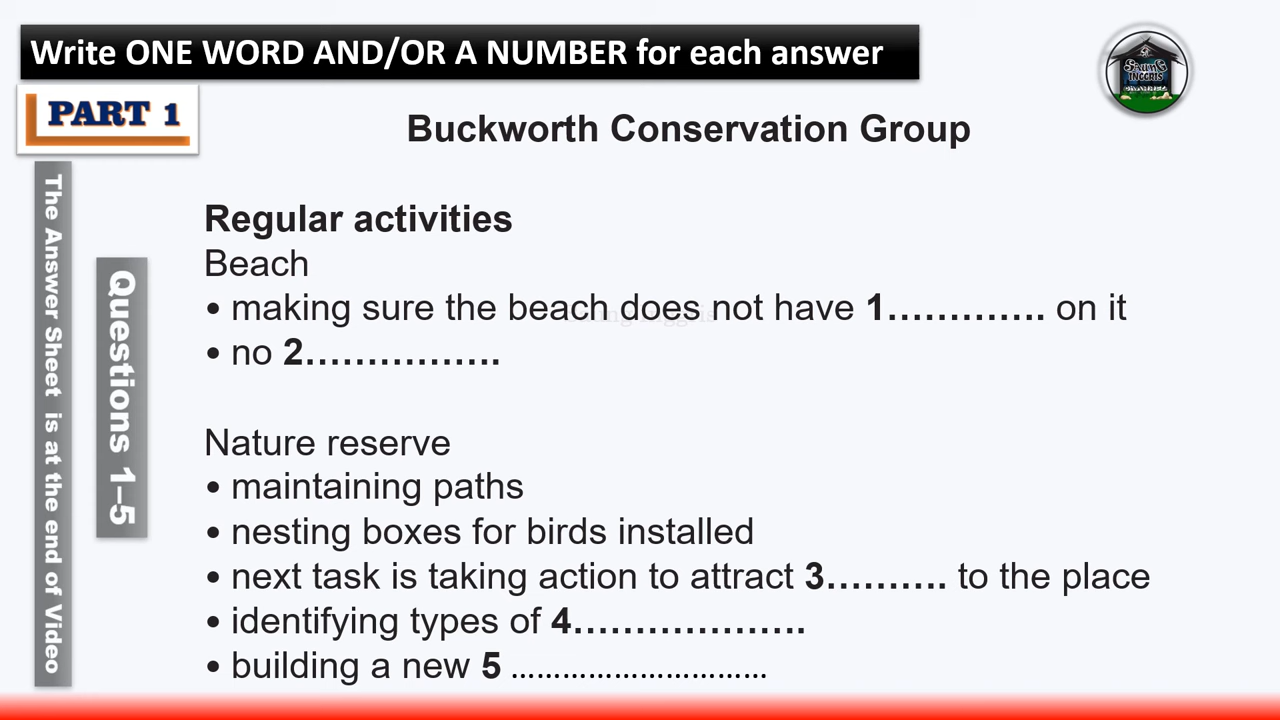 Write ONE WORD AND/OR A NUMBER for each answer
SAUNG
INGGRIS
PART 1
Buckworth Conservation Group
The Answer Sheet is at the end of Video
Questions 1–5
Regular activities
Beach
• making sure the beach does not have 1…………. on it
• no 2…………….
Nature reserve
• maintaining paths
• nesting boxes for birds installed
• next task is taking action to attract 3………. to the place
• identifying types of 4……………….
• building a new 5 …………………………